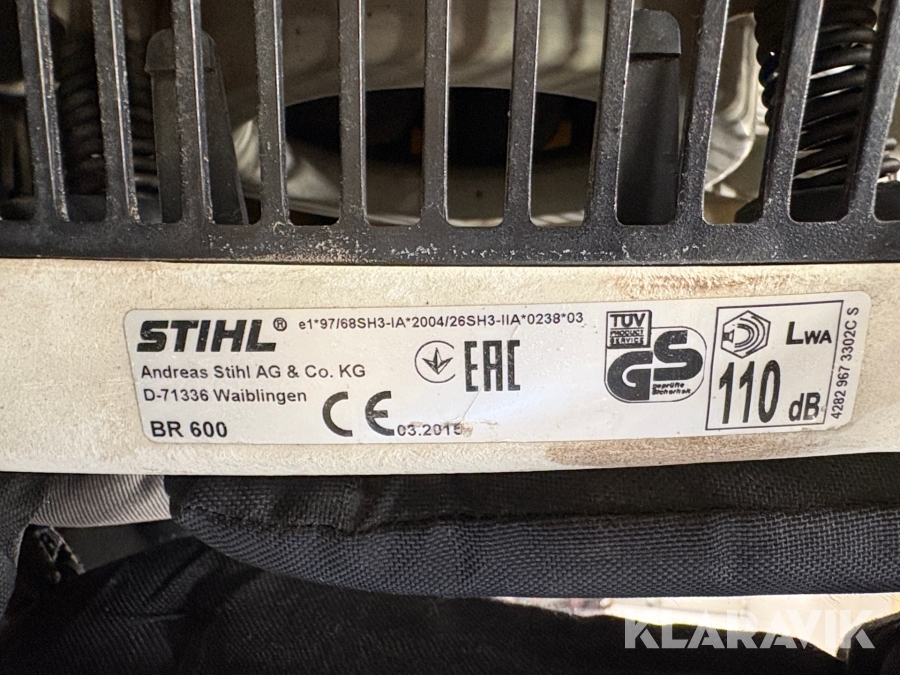 STIHL® e1*97/68SH3-IA*2004/26SH3-IIA*0238*03
Andreas Stihl AG & Co. KG
D-71336 Waiblingen
BR 600
CE 03.2015
EAC
TÜV
PRODUCT
SERVICE
GS
geprüfte
Sicherheit
LWA
110 dB
4282 967 3302C S
KLARAVIK